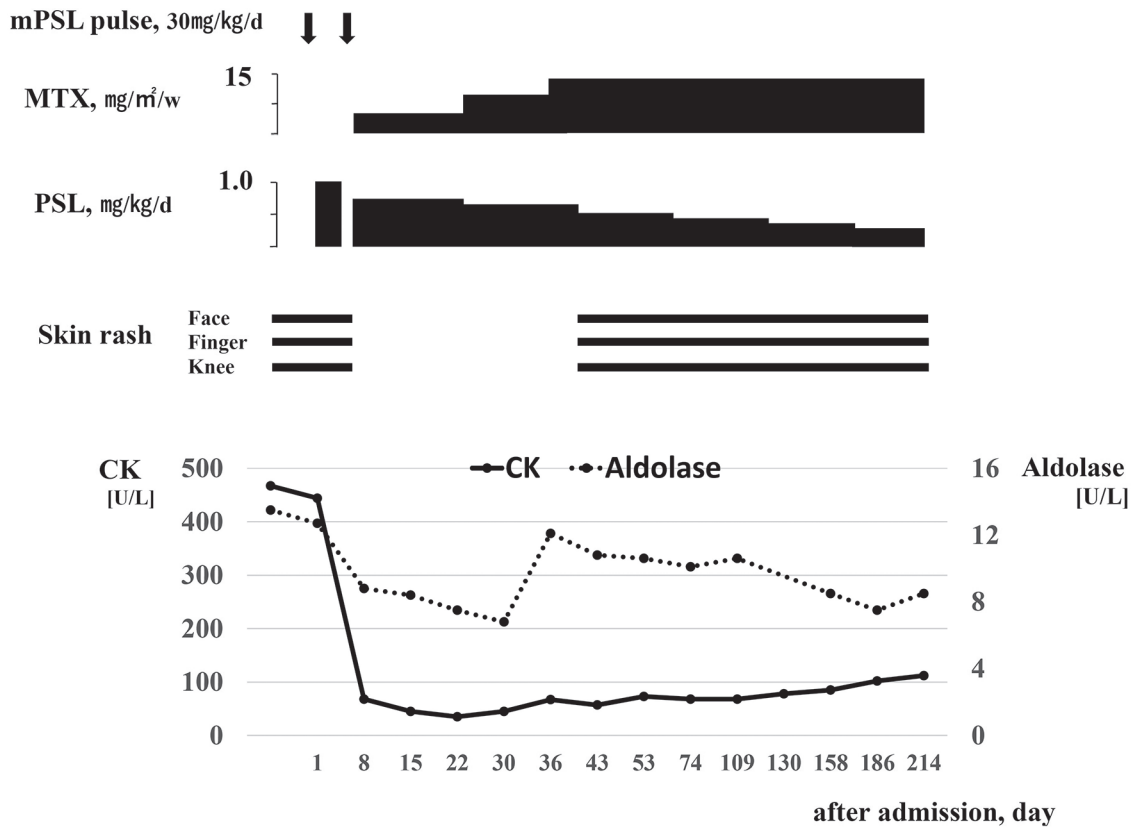 mPSL pulse, 30㎎/kg/d
MTX, ㎎/㎡/w
15
PSL, ㎎/kg/d
1.0
Skin rash
Face
Finger
Knee
CK
[U/L]
Aldolase
[U/L]
CK Aldolase
500
400
300
200
100
0
16
12
8
4
0
1 8 15 22 30 36 43 53 74 109 130 158 186 214
after admission, day